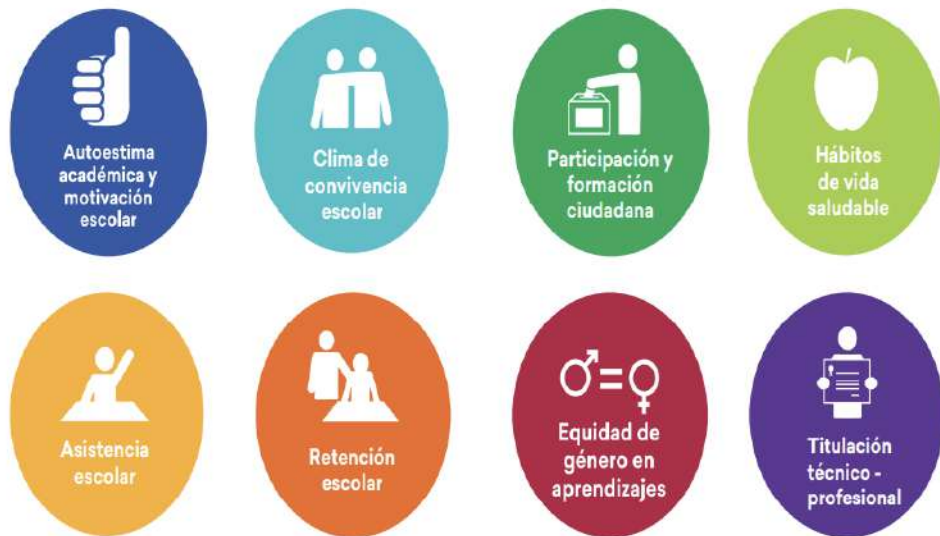 Autoestima
académica y
motivación
escolar
Clima de
convivencia
escolar
Participación y
formación
ciudadana
Hábitos
de vida
saludable
Asistencia
escolar
Retención
escolar
Equidad de
género en
aprendizajes
Titulación
técnico -
profesional